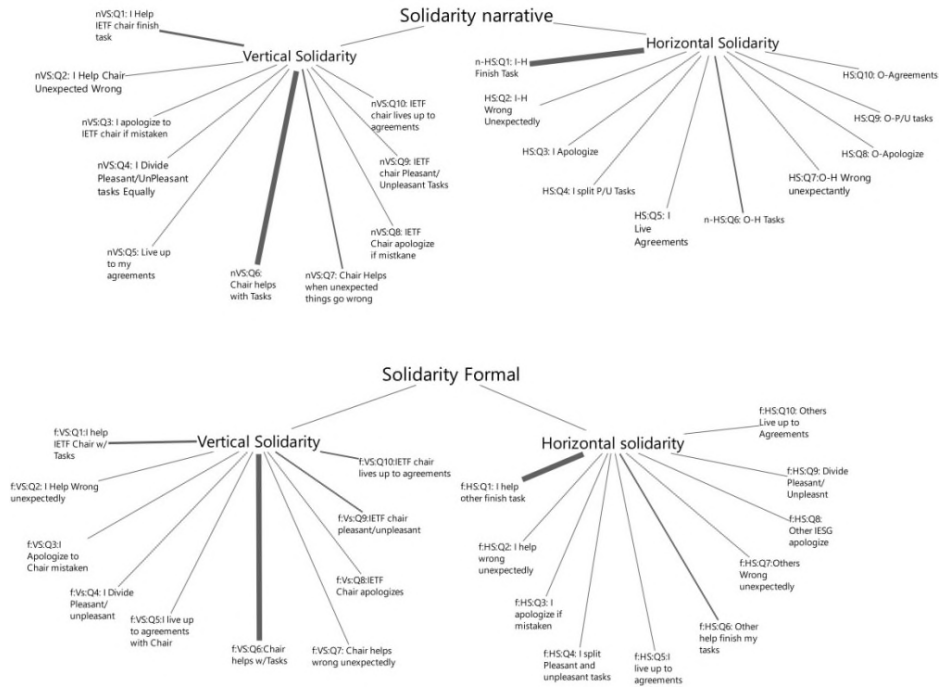 Solidarity narrative
Vertical Solidarity
nVS:Q1: I Help
IETF chair finish
task
nVS:Q2: I Help Chair
Unexpected Wrong
nVS:Q3: I apologize to
IETF chair if mistaken
nVS:Q4: I Divide
Pleasant/UnPleasant
tasks Equally
nVS:Q5: Live up
to my
agreements
nVS:Q6:
Chair helps
with Tasks
nVS:Q7: Chair Helps
when unexpected
things go wrong
nVS:Q8: IETF
Chair apologize
if mistkane
nVS:Q9: IETF
chair Pleasant/
Unpleasant Tasks
nVS:Q10: IETF
chair lives up to
agreements
Horizontal Solidarity
n-HS:Q1: I-H
Finish Task
HS:Q2: I-H
Wrong
Unexpectedly
HS:Q3: I Apologize
HS:Q4: I split P/U Tasks
HS:Q5: I
Live
Agreements
n-HS:Q6: O-H Tasks
HS:Q7:O-H Wrong
unexpectantly
HS:Q8: O-Apologize
HS:Q9: O-P/U tasks
HS:Q10: O-Agreements
Solidarity Formal
Vertical Solidarity
f:VS:Q1:I help
IETF Chair w/
Tasks
f:VS:Q2: I Help Wrong
unexpectedly
f:VS:Q3:I
Apologize to
Chair mistaken
f:Vs:Q4: I Divide
Pleasant/
unpleasant
f:VS:Q5:I live up
to agreements
with Chair
f:VS:Q6:Chair
helps w/Tasks
f:VS:Q7: Chair helps
wrong unexpectedly
f:Vs:Q8:IETF
Chair apologizes
f:Vs:Q9:IETF chair
pleasant/unpleasant
f:VS:Q10:IETF chair
lives up to agreements
Horizontal solidarity
f:HS:Q1: I help
other finish task
f:HS:Q2: I help
wrong
unexpectedly
f:HS:Q3: I
apologize if
mistaken
f:HS:Q4: I split
Pleasant and
unpleasant tasks
f:HS:Q5:I
live up to
agreements
f:HS:Q6: Other
help finish my
tasks
f:HS:Q7:Others
Wrong
unexpectedly
f:HS:Q8:
Other IESG
apologize
f:HS:Q9: Divide
Pleasant/
Unpleasnt
f:HS:Q10: Others
Live up to
Agreements